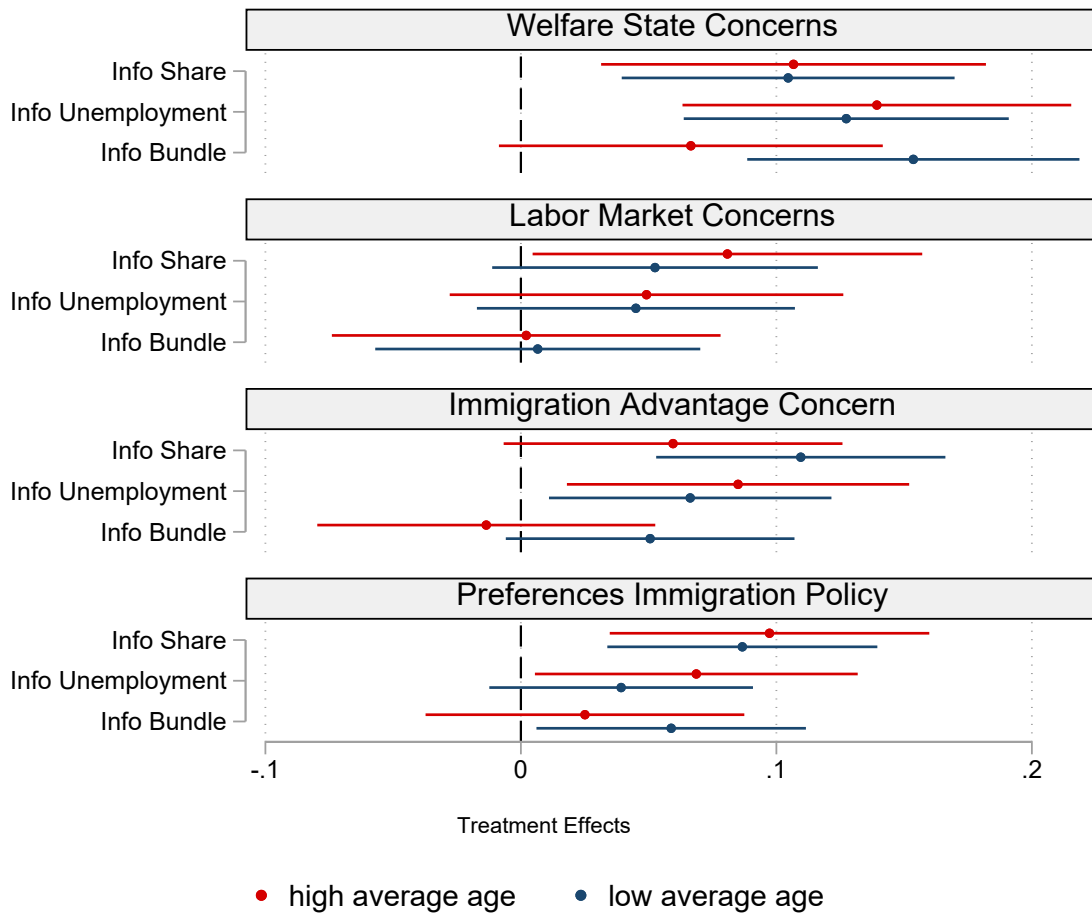 Welfare State Concerns
Info Share
Info Unemployment
Info Bundle
Labor Market Concerns
Info Share
Info Unemployment
Info Bundle
Immigration Advantage Concern
Info Share
Info Unemployment
Info Bundle
Preferences Immigration Policy
Info Share
Info Unemployment
Info Bundle
-.1 0 .1 .2
Treatment Effects
high average age low average age